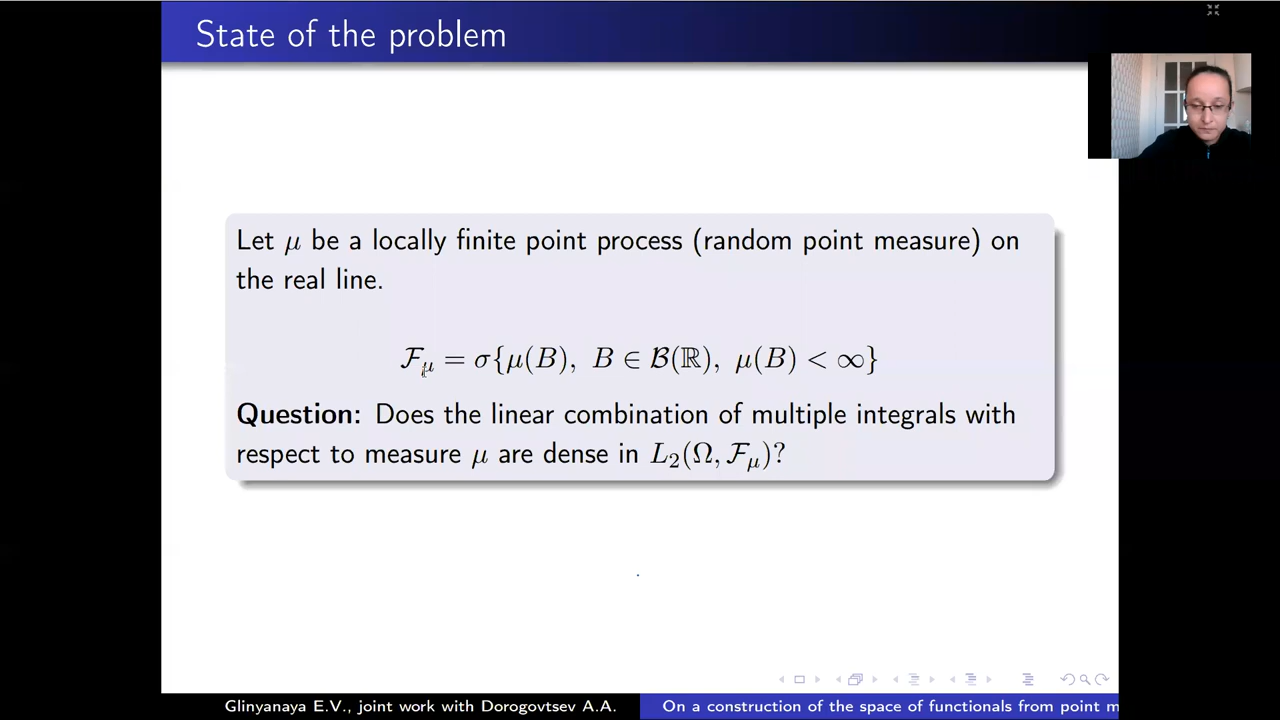 State of the problem
Let μ be a locally finite point process (random point measure) on
the real line.
ℱ_μ = σ{μ(B), B ∈ ℬ(ℝ), μ(B) < ∞}
Question: Does the linear combination of multiple integrals with
respect to measure μ are dense in L₂(Ω, ℱ_μ)?
Glinyanaya E.V., joint work with Dorogovtsev A.A.
On a construction of the space of functionals from point m